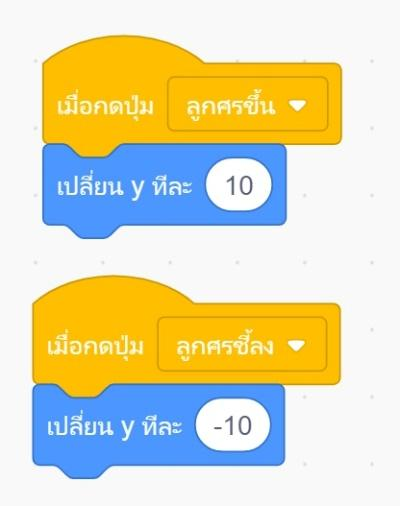 เมื่อกดปุ่ม ลูกศรขึ้น
เปลี่ยน y ทีละ 10
เมื่อกดปุ่ม ลูกศรชี้ลง
เปลี่ยน y ทีละ -10